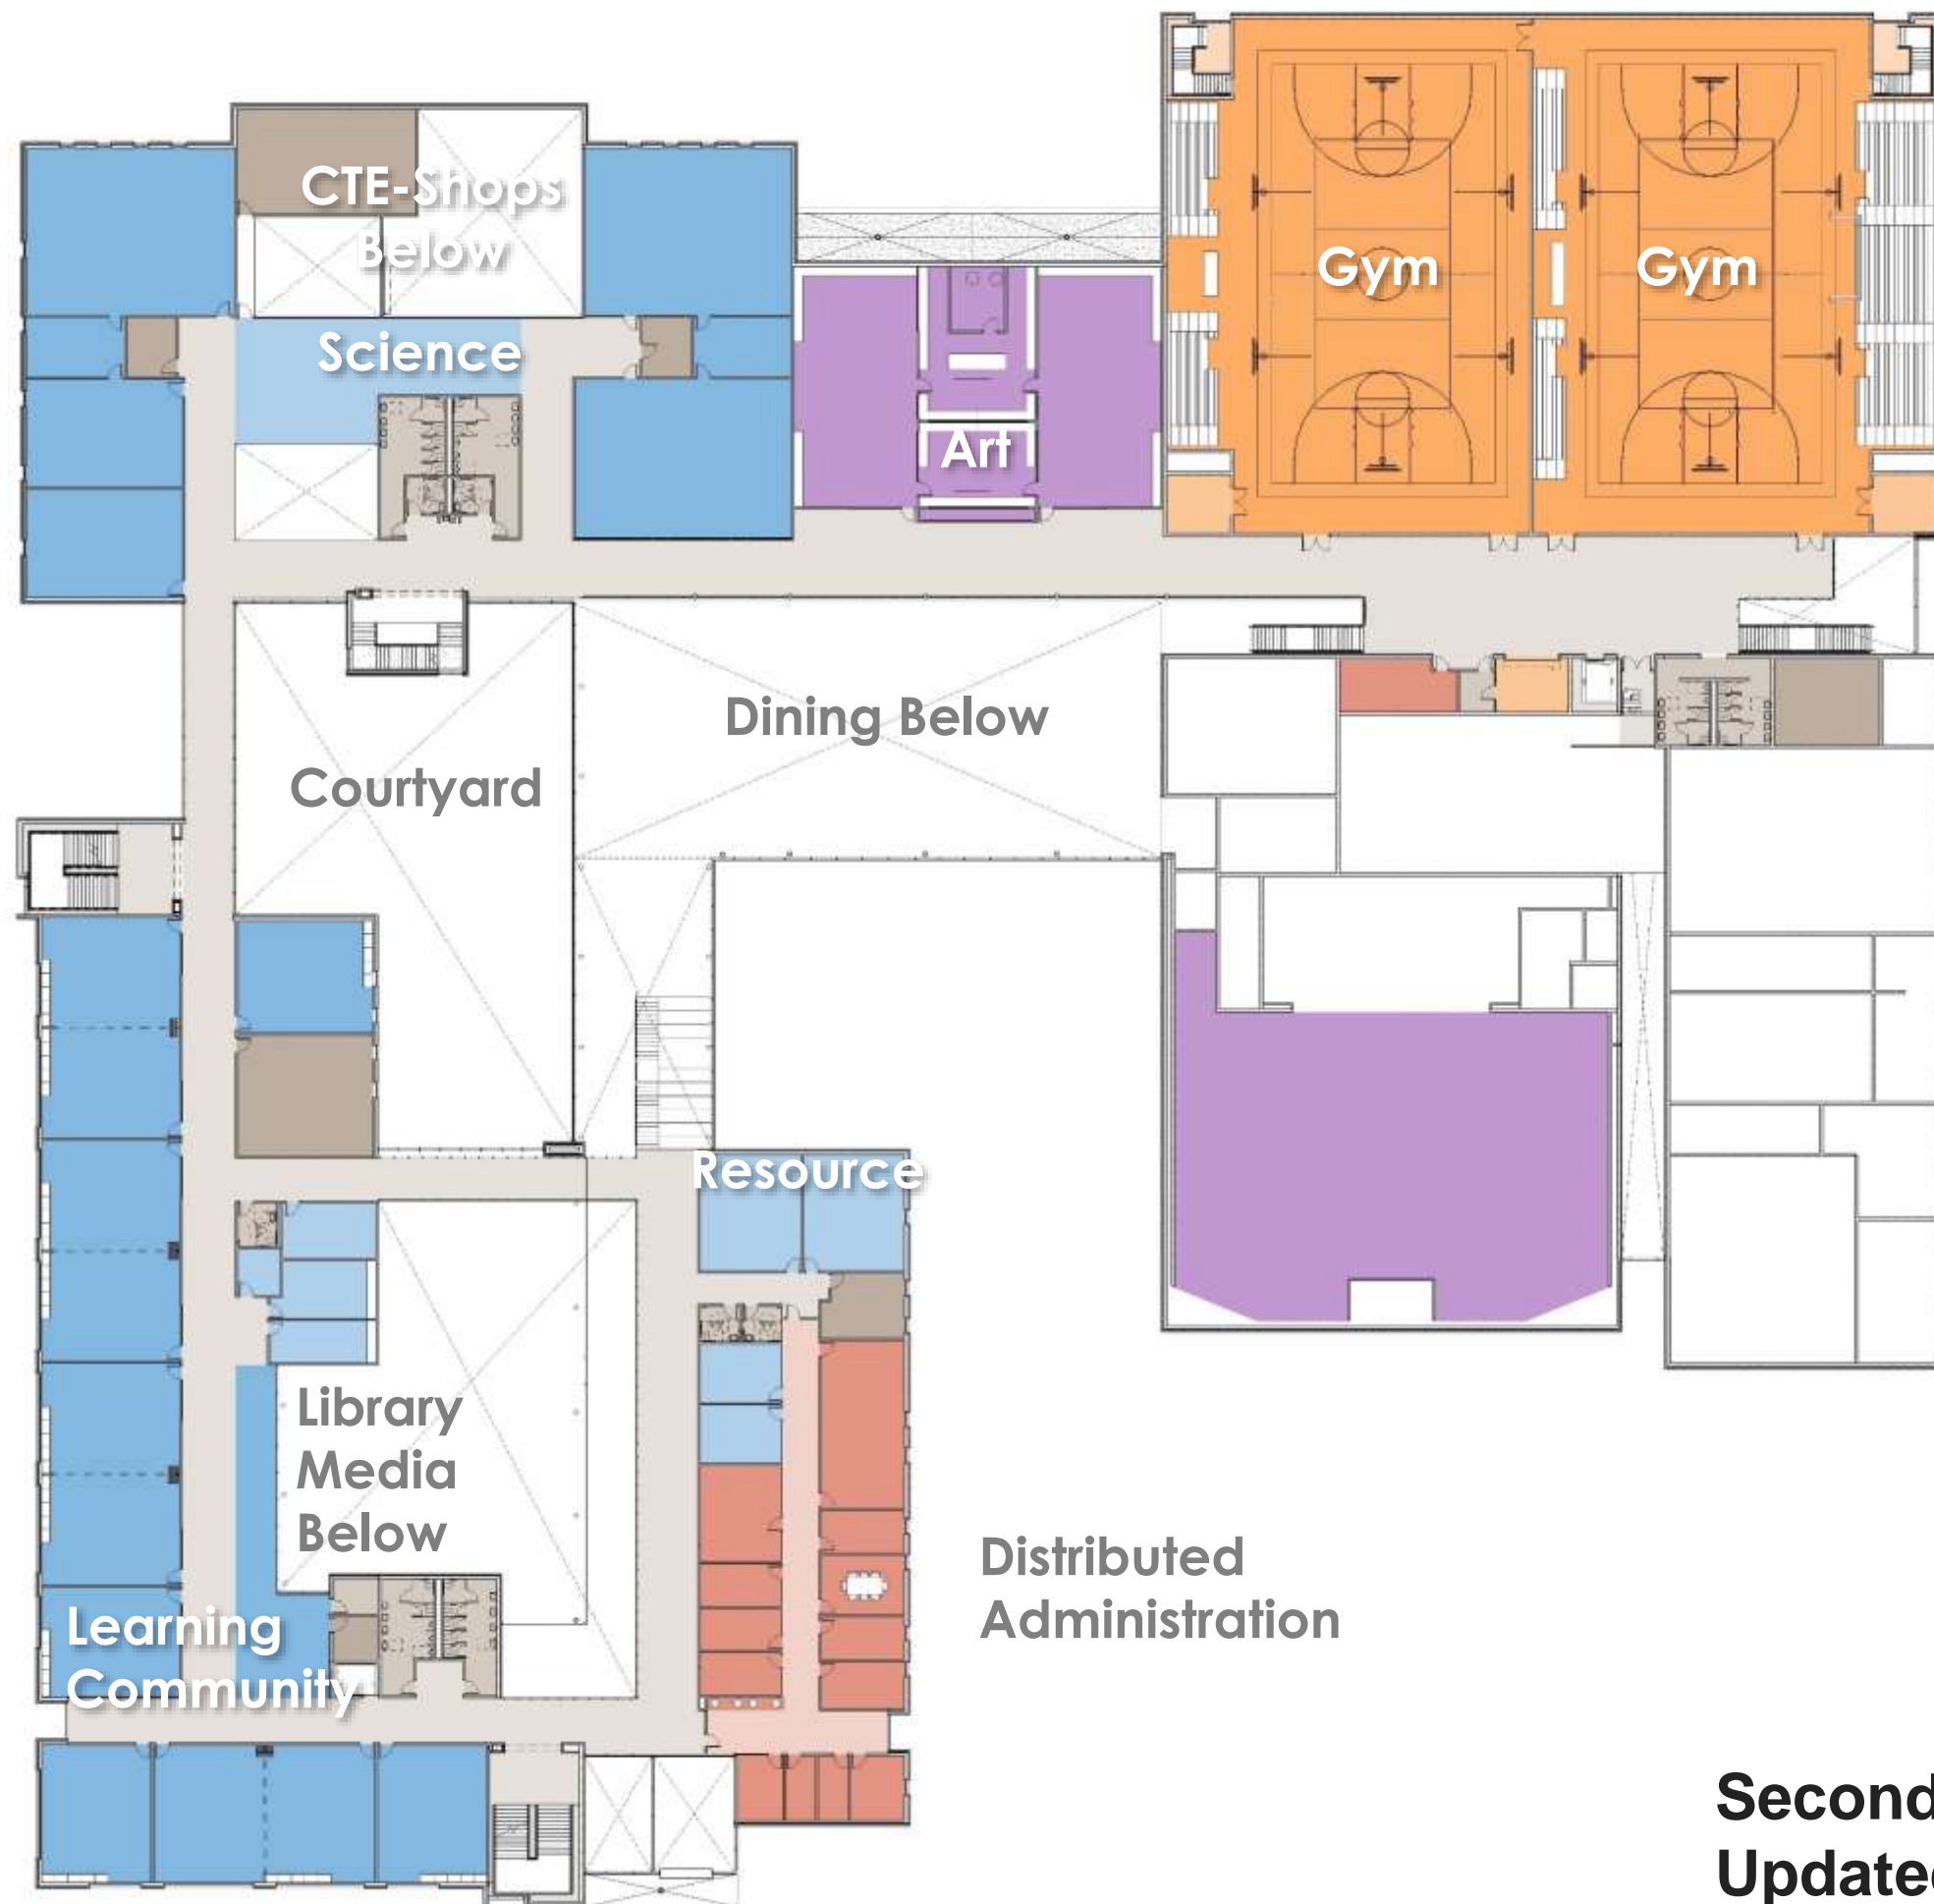 CTE-Shops
Below
Science
Gym
Gym
Art
Dining Below
Courtyard
Resource
Library
Media
Below
Distributed
Administration
Learning
Community
Second
Updated